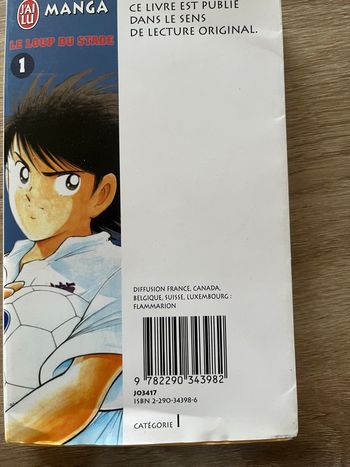 J'AI
LU
MANGA
LE LOUP DU STADE
1
CE LIVRE EST PUBLIÉ
DANS LE SENS
DE LECTURE ORIGINAL.
DIFFUSION FRANCE, CANADA,
BELGIQUE, SUISSE, LUXEMBOURG :
FLAMMARION
9 782290 343982
JO3417
ISBN 2-290-34398-6
CATÉGORIE I